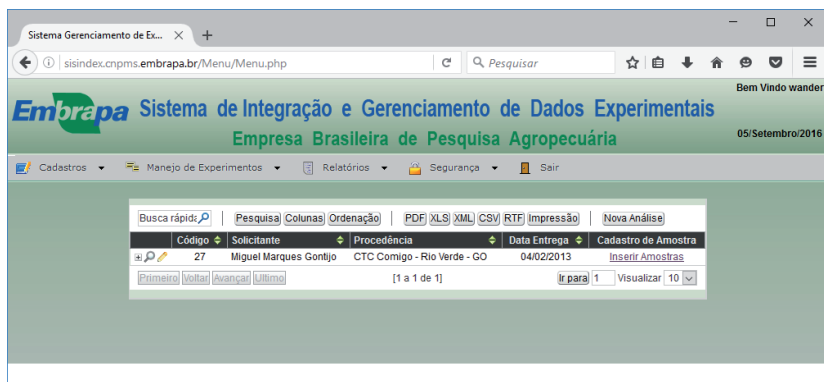 Sistema Gerenciamento de Ex...
sisindex.cnpms.embrapa.br/Menu/Menu.php
Pesquisar
Bem Vindo wander
Embrapa Sistema de Integração e Gerenciamento de Dados Experimentais
Empresa Brasileira de Pesquisa Agropecuária
05/Setembro/2016
Cadastros Manejo de Experimentos Relatórios Segurança Sair
Busca rápida Pesquisa Colunas Ordenação PDF XLS XML CSV RTF Impressão Nova Análise
Código Solicitante Procedência Data Entrega Cadastro de Amostra
27 Miguel Marques Gontijo CTC Comigo - Rio Verde - GO 04/02/2013 Inserir Amostras
Primeiro Voltar Avançar Ultimo [1 a 1 de 1] Ir para 1 Visualizar 10